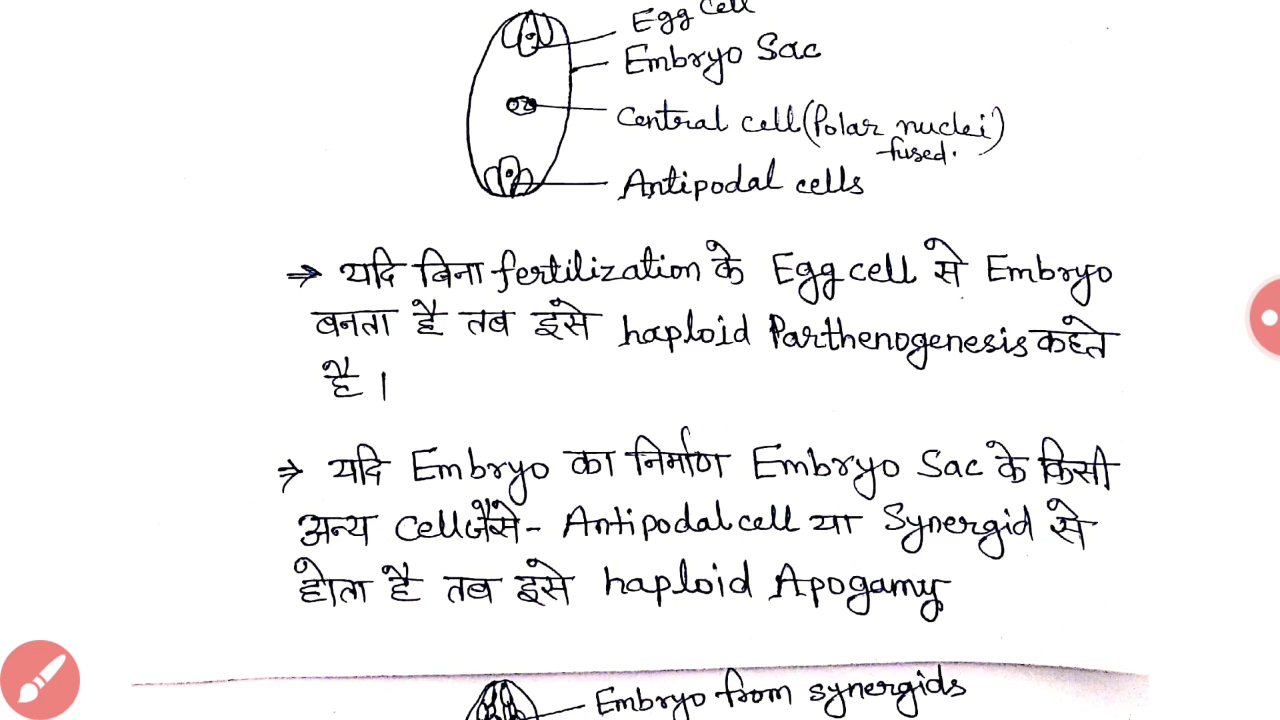 Egg Cell
Embryo Sac
Central cell (Polar nuclei)
fused.
Antipodal cells
⇒ यदि बिना fertilization के Egg cell से Embryo
बनता है तब इसे haploid Parthenogenesis कहते
है।
⇒ यदि Embryo का निर्माण Embryo Sac के किसी
अन्य Cell जैसे - Antipodal cell या Synergid से
होता है तब इसे haploid Apogamy
Embryo from synergids